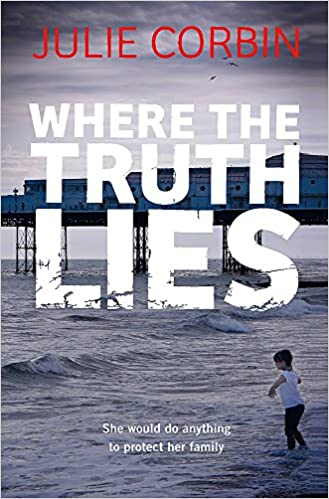 JULIE CORBIN
WHERE THE
TRUTH
LIES
She would do anything
to protect her family